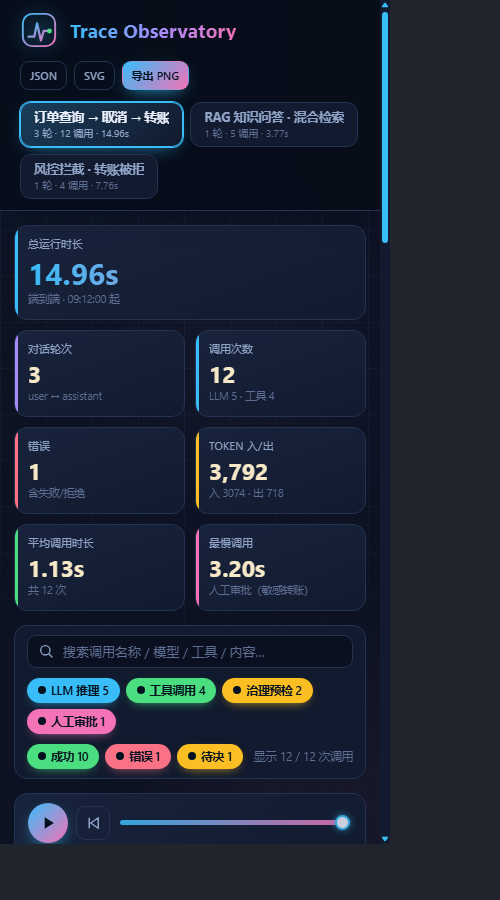 Trace Observatory
JSON SVG 导出 PNG
订单查询 → 取消 → 转账
3 轮 · 12 调用 · 14.96s
RAG 知识问答 · 混合检索
1 轮 · 5 调用 · 3.77s
风控拦截 · 转账被拒
1 轮 · 4 调用 · 7.76s
总运行时长
14.96s
端到端 · 09:12:00 起
对话轮次
3
user ↔ assistant
调用次数
12
LLM 5 · 工具 4
错误
1
含失败/拒绝
TOKEN 入/出
3,792
入 3074 · 出 718
平均调用时长
1.13s
共 12 次
最慢调用
3.20s
人工审批（敏感转账）
搜索调用名称 / 模型 / 工具 / 内容...
LLM 推理 5 工具调用 4 治理预检 2
人工审批 1
成功 10 错误 1 待决 1 显示 12 / 12 次调用